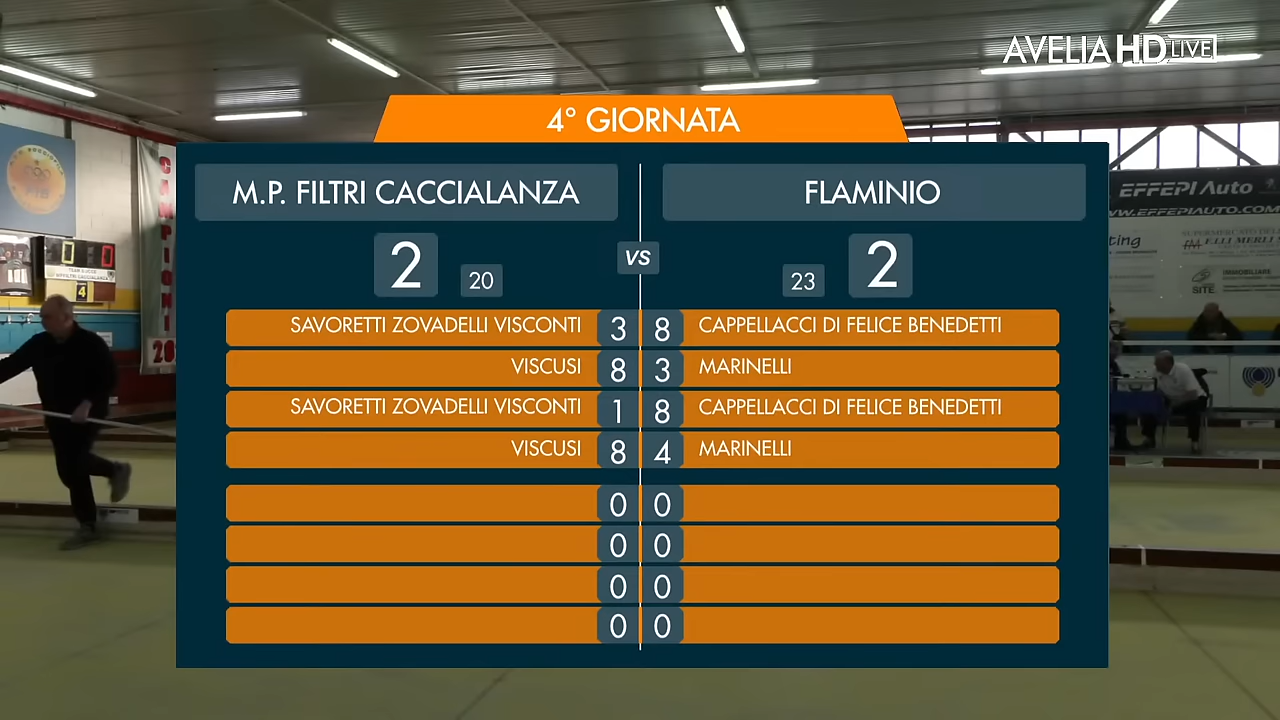 AVELIA HD LIVE
4° GIORNATA
M.P. FILTRI CACCIALANZA
FLAMINIO
2 20 VS 23 2
SAVORETTI ZOVADELLI VISCONTI 3 8 CAPPELLACCI DI FELICE BENEDETTI
VISCUSI 8 3 MARINELLI
SAVORETTI ZOVADELLI VISCONTI 1 8 CAPPELLACCI DI FELICE BENEDETTI
VISCUSI 8 4 MARINELLI
0 0
0 0
0 0
0 0
EFFEPI Auto
WWW.EFFEPIAUTO.COM
IMMOBILIARE
SITE
4